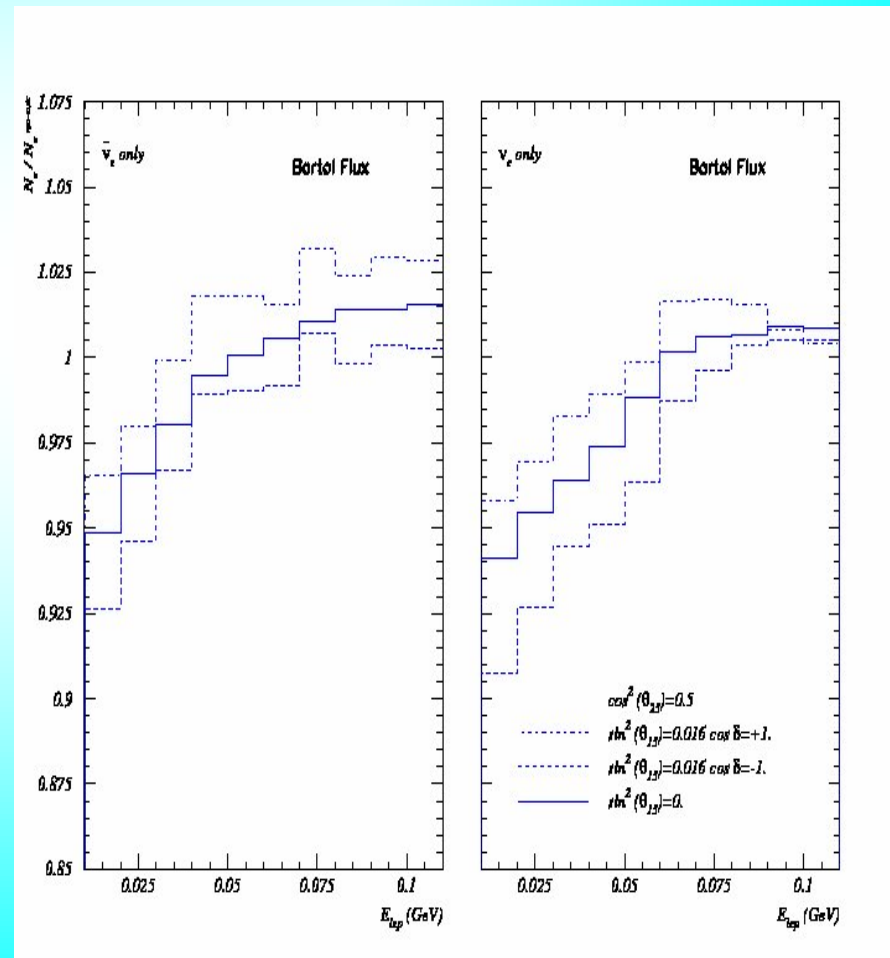 1.075
1.05
1.025
1
0.975
0.95
0.925
0.9
0.875
0.85
ν̄e only
Bartol Flux
0.025 0.05 0.075 0.1
E_lep (GeV)
νe only
Bartol Flux
cos²(θ₂₃)=0.5
sin²(θ₁₃)=0.016 cos δ=+1.
sin²(θ₁₃)=0.016 cos δ=-1.
sin²(θ₁₃)=0.
0.025 0.05 0.075 0.1
E_lep (GeV)